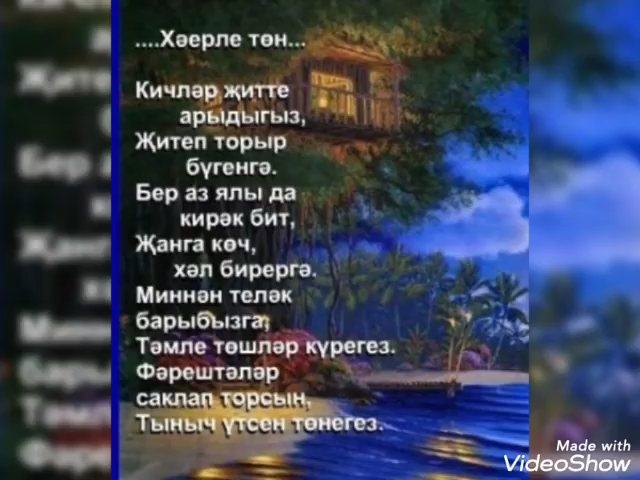 ....Хәерле төн...
Кичләр җитте
арыдыгыз,
Җитеп торыр
бүгенгә.
Бер аз ялы да
кирәк бит,
Җанга көч,
хәл бирергә.
Миннән теләк
барыбызга,
Тәмле төшләр күрегез.
Фәрештәләр
саклап торсын,
Тыныч үтсен төнегез.
Made with
VideoShow